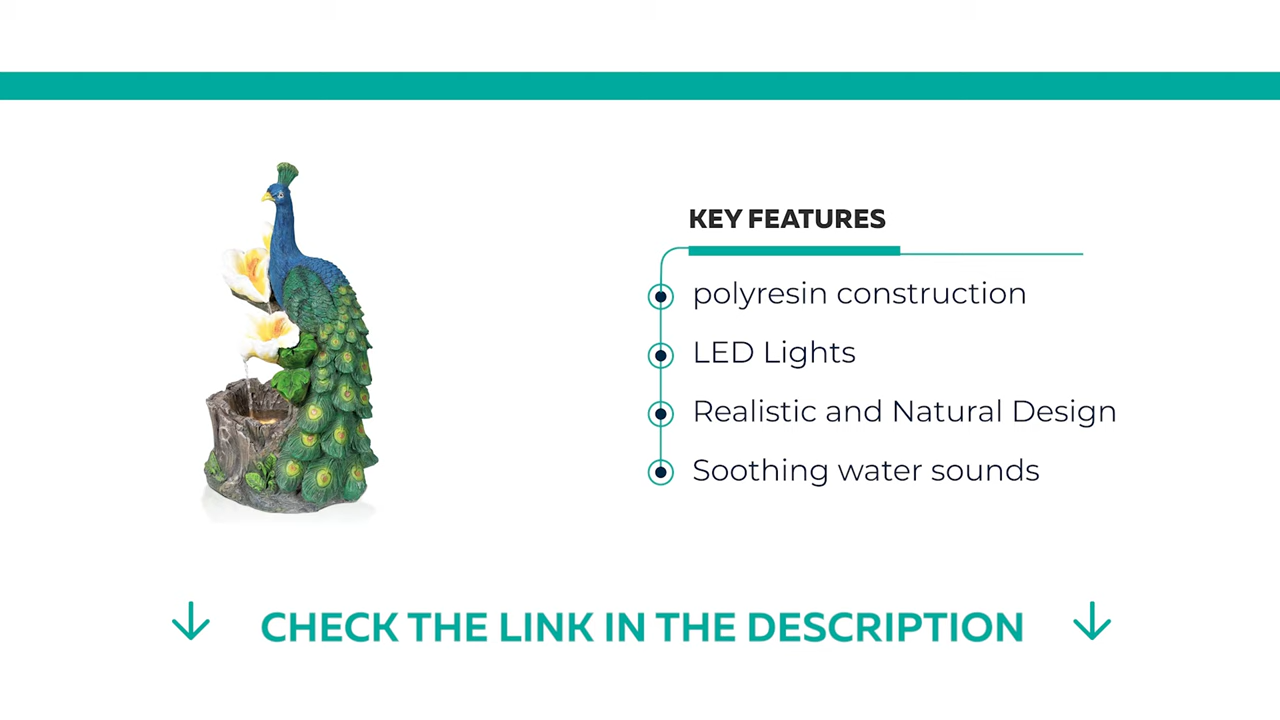 KEY FEATURES
polyresin construction
LED Lights
Realistic and Natural Design
Soothing water sounds
CHECK THE LINK IN THE DESCRIPTION